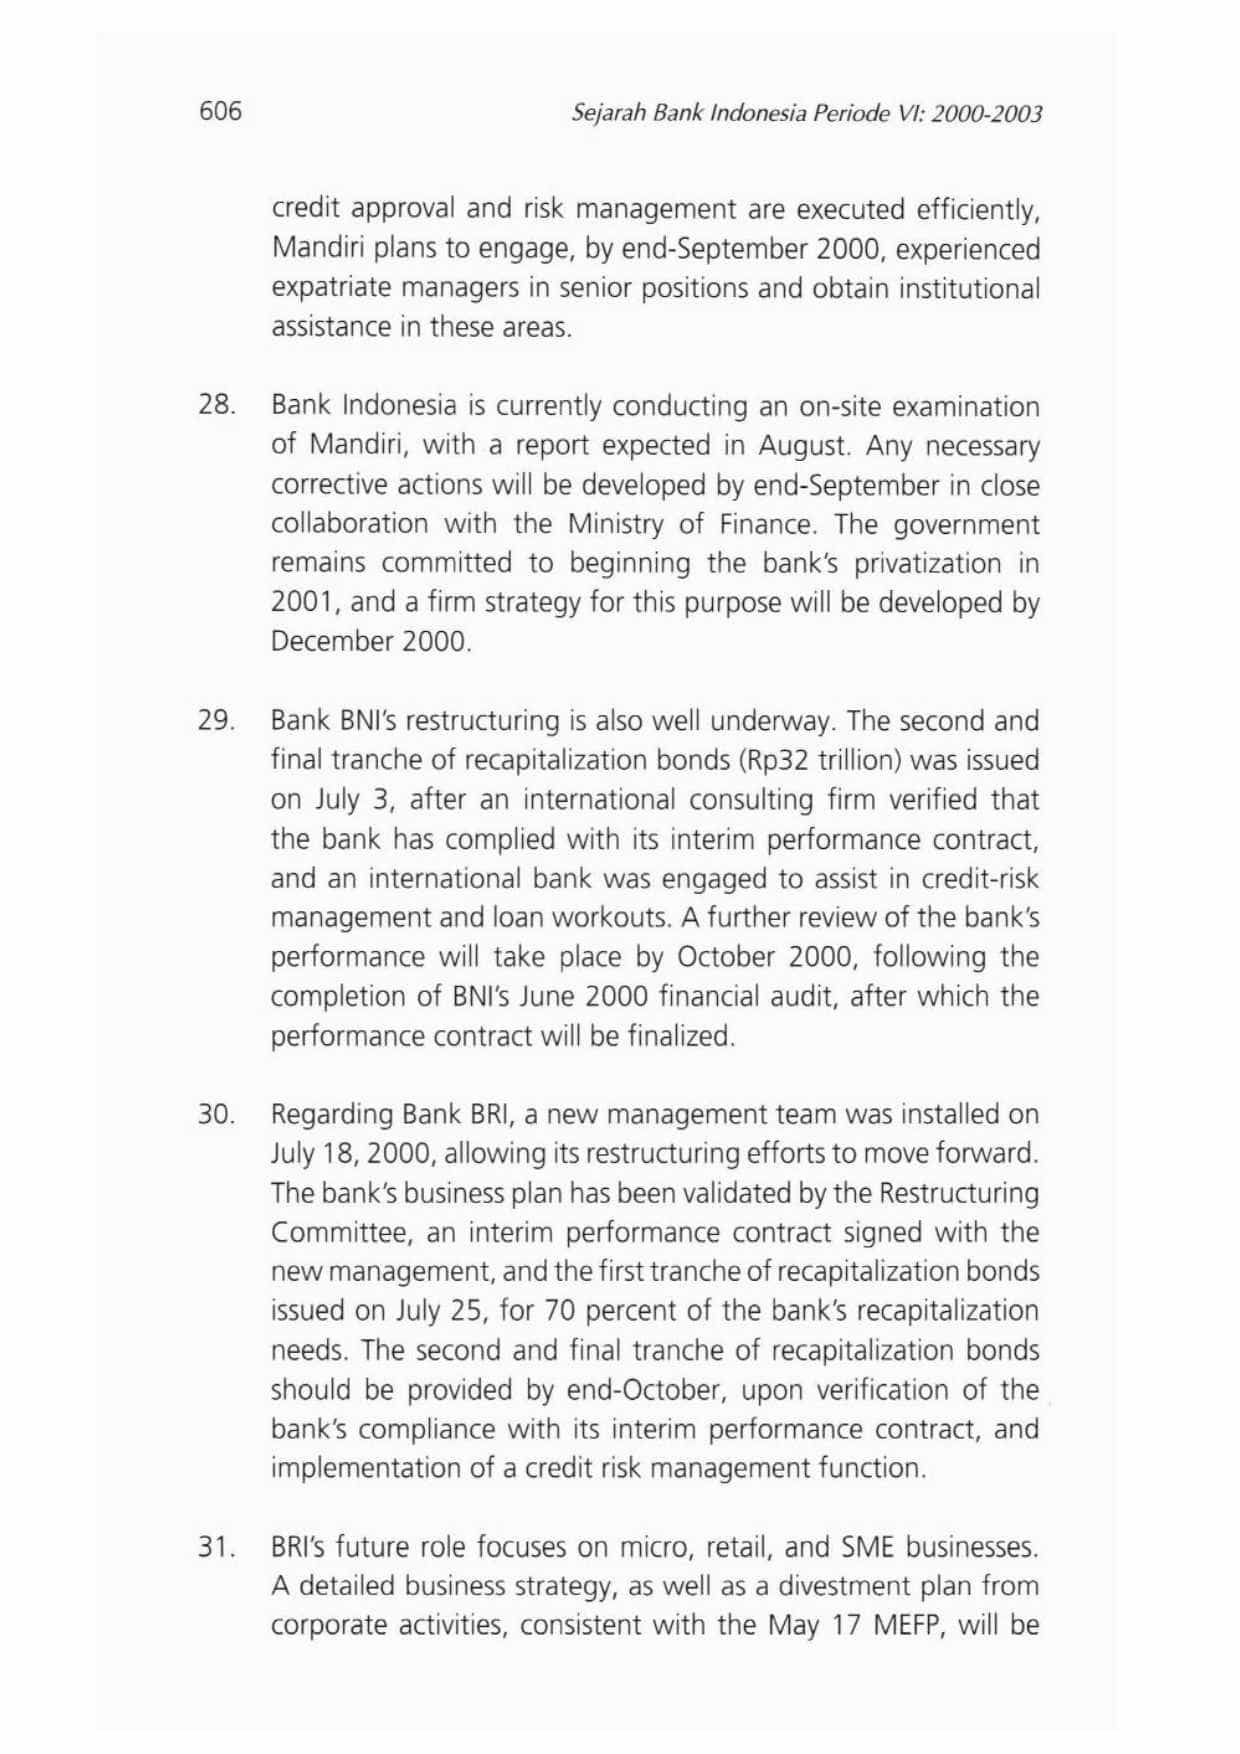 606
Sejarah Bank Indonesia Periode VI: 2000-2003
credit approval and risk management are executed efficiently,
Mandiri plans to engage, by end-September 2000, experienced
expatriate managers in senior positions and obtain institutional
assistance in these areas.
28. Bank Indonesia is currently conducting an on-site examination
of Mandiri, with a report expected in August. Any necessary
corrective actions will be developed by end-September in close
collaboration with the Ministry of Finance. The government
remains committed to beginning the bank's privatization in
2001, and a firm strategy for this purpose will be developed by
December 2000.
29. Bank BNI's restructuring is also well underway. The second and
final tranche of recapitalization bonds (Rp32 trillion) was issued
on July 3, after an international consulting firm verified that
the bank has complied with its interim performance contract,
and an international bank was engaged to assist in credit-risk
management and loan workouts. A further review of the bank's
performance will take place by October 2000, following the
completion of BNI's June 2000 financial audit, after which the
performance contract will be finalized.
30. Regarding Bank BRI, a new management team was installed on
July 18, 2000, allowing its restructuring efforts to move forward.
The bank's business plan has been validated by the Restructuring
Committee, an interim performance contract signed with the
new management, and the first tranche of recapitalization bonds
issued on July 25, for 70 percent of the bank's recapitalization
needs. The second and final tranche of recapitalization bonds
should be provided by end-October, upon verification of the
bank's compliance with its interim performance contract, and
implementation of a credit risk management function.
31. BRI's future role focuses on micro, retail, and SME businesses.
A detailed business strategy, as well as a divestment plan from
corporate activities, consistent with the May 17 MEFP, will be